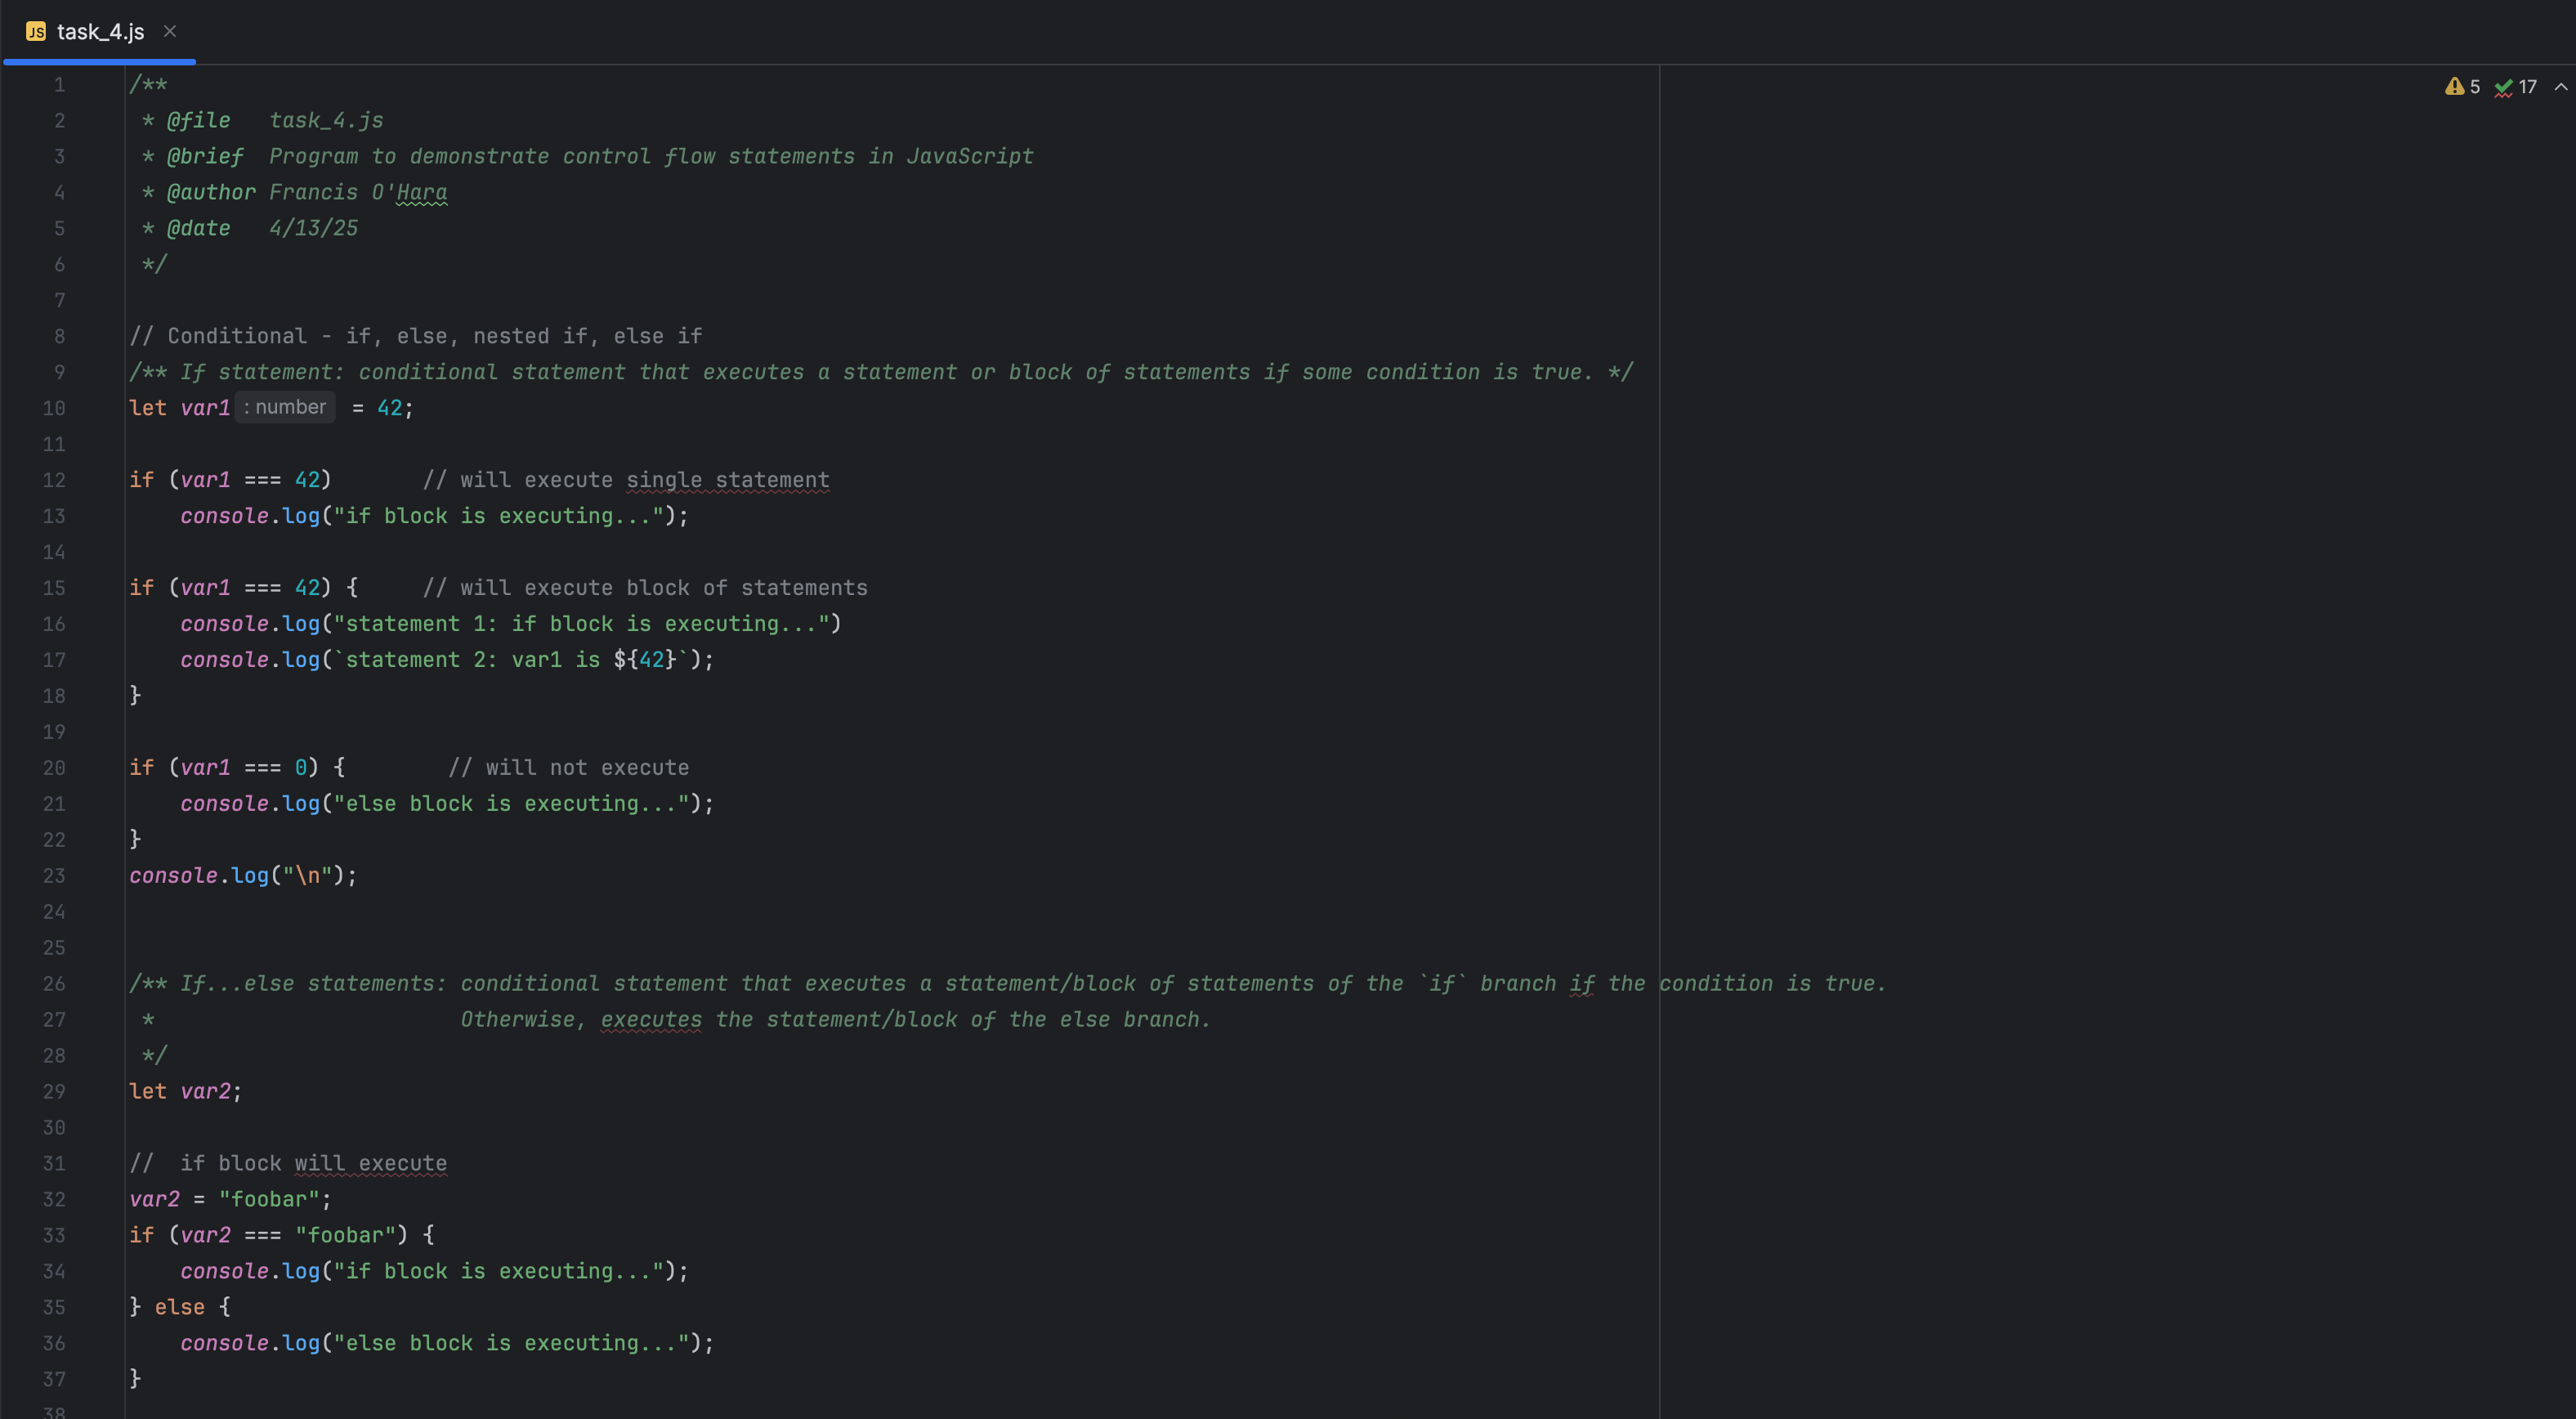 JS task_4.js ×
5 17
1 /**
2  * @file   task_4.js
3  * @brief  Program to demonstrate control flow statements in JavaScript
4  * @author Francis O'Hara
5  * @date   4/13/25
6  */
7
8 // Conditional - if, else, nested if, else if
9 /** If statement: conditional statement that executes a statement or block of statements if some condition is true. */
10 let var1 : number  = 42;
11
12 if (var1 === 42)       // will execute single statement
13     console.log("if block is executing...");
14
15 if (var1 === 42) {     // will execute block of statements
16     console.log("statement 1: if block is executing...")
17     console.log(`statement 2: var1 is ${42}`);
18 }
19
20 if (var1 === 0) {        // will not execute
21     console.log("else block is executing...");
22 }
23 console.log("\n");
24
25
26 /** If...else statements: conditional statement that executes a statement/block of statements of the `if` branch if the condition is true.
27  *                        Otherwise, executes the statement/block of the else branch.
28  */
29 let var2;
30
31 //  if block will execute
32 var2 = "foobar";
33 if (var2 === "foobar") {
34     console.log("if block is executing...");
35 } else {
36     console.log("else block is executing...");
37 }
38